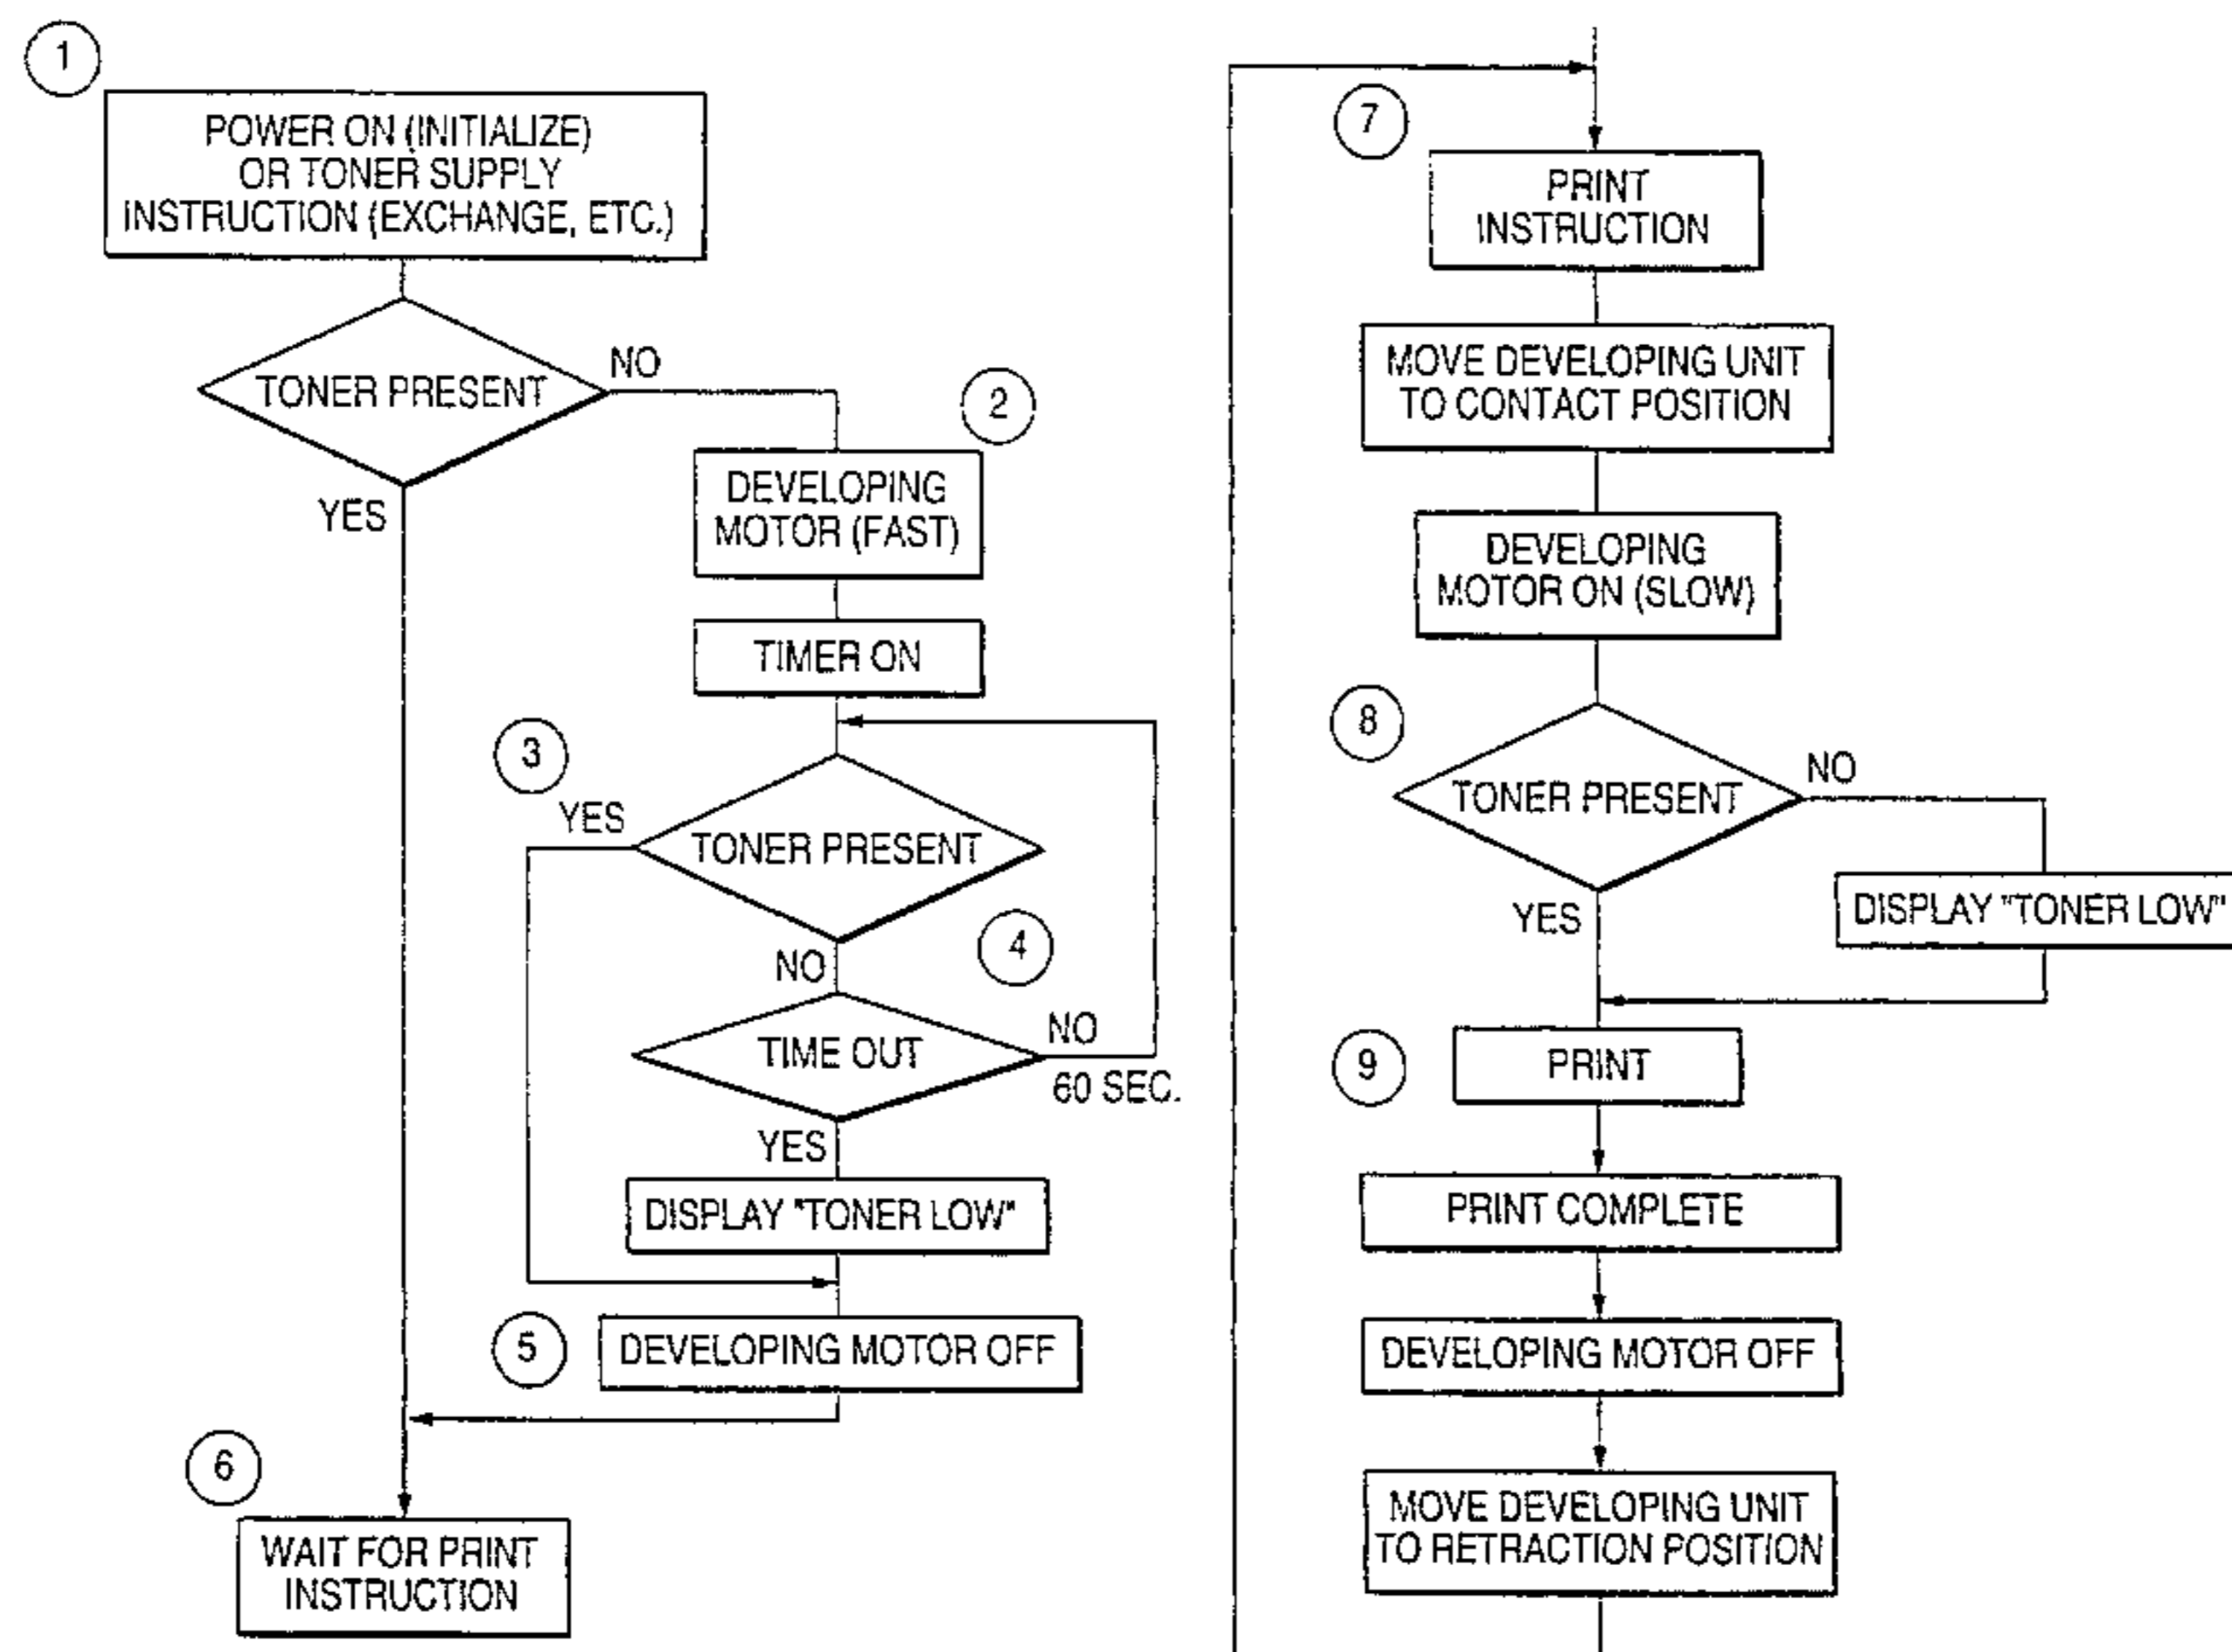 1
POWER ON (INITIALIZE)
OR TONER SUPPLY
INSTRUCTION (EXCHANGE, ETC.)
TONER PRESENT
NO
YES
2
DEVELOPING
MOTOR (FAST)
TIMER ON
3
YES
TONER PRESENT
NO
4
TIME OUT
NO
60 SEC.
YES
DISPLAY "TONER LOW"
5
DEVELOPING MOTOR OFF
6
WAIT FOR PRINT
INSTRUCTION
7
PRINT
INSTRUCTION
MOVE DEVELOPING UNIT
TO CONTACT POSITION
DEVELOPING
MOTOR ON (SLOW)
8
TONER PRESENT
NO
DISPLAY "TONER LOW"
YES
9
PRINT
PRINT COMPLETE
DEVELOPING MOTOR OFF
MOVE DEVELOPING UNIT
TO RETRACTION POSITION